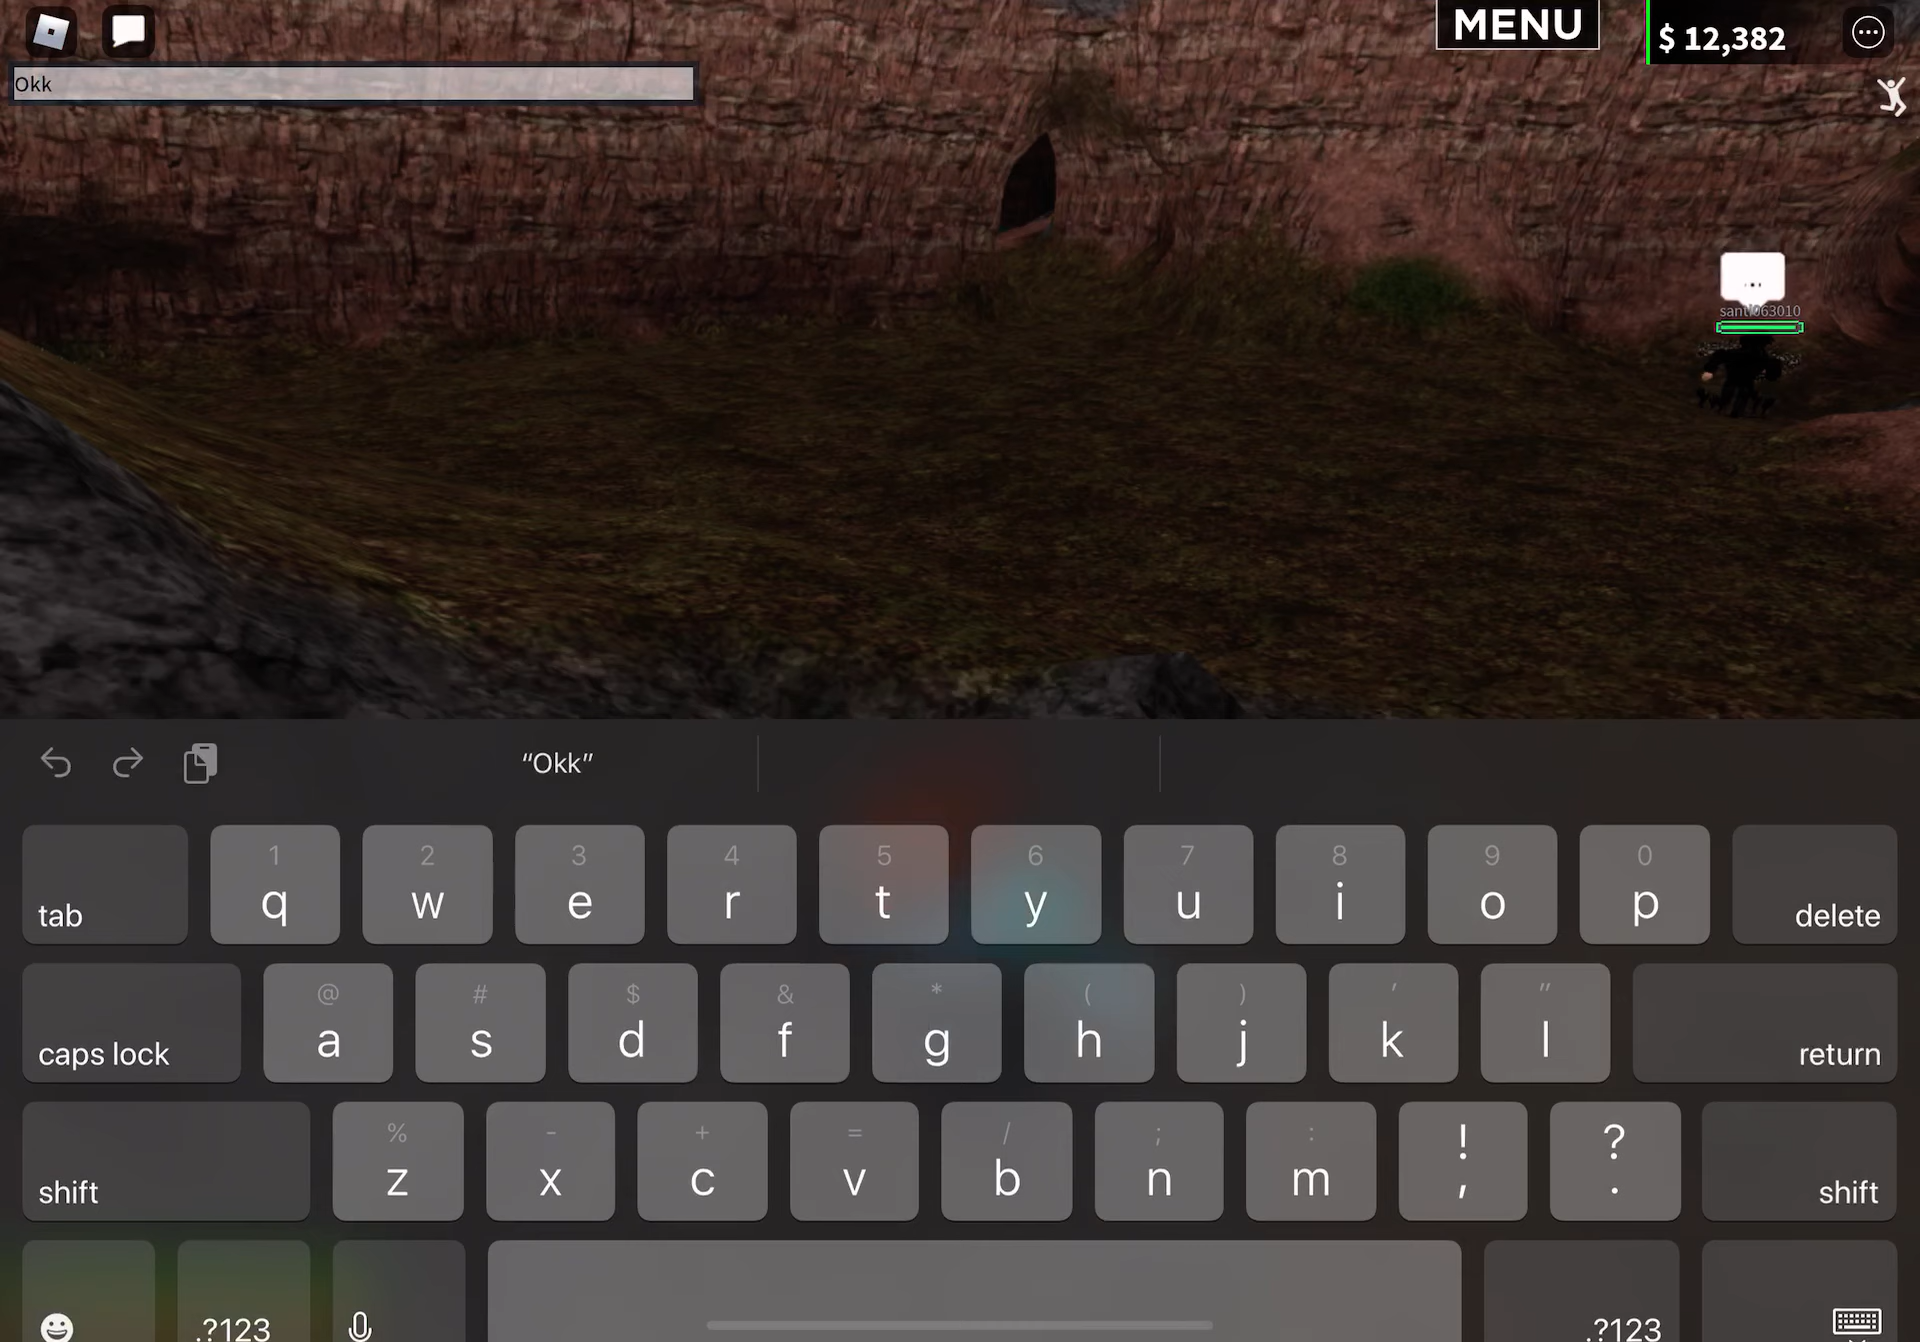 MENU
$ 12,382
Okk
santi063010
“Okk”
1 2 3 4 5 6 7 8 9 0
tab q w e r t y u i o p delete
@ # $ & * ( ) ' "
caps lock a s d f g h j k l return
% - + = / ; : ! ?
shift z x c v b n m , . shift
.?123 .?123